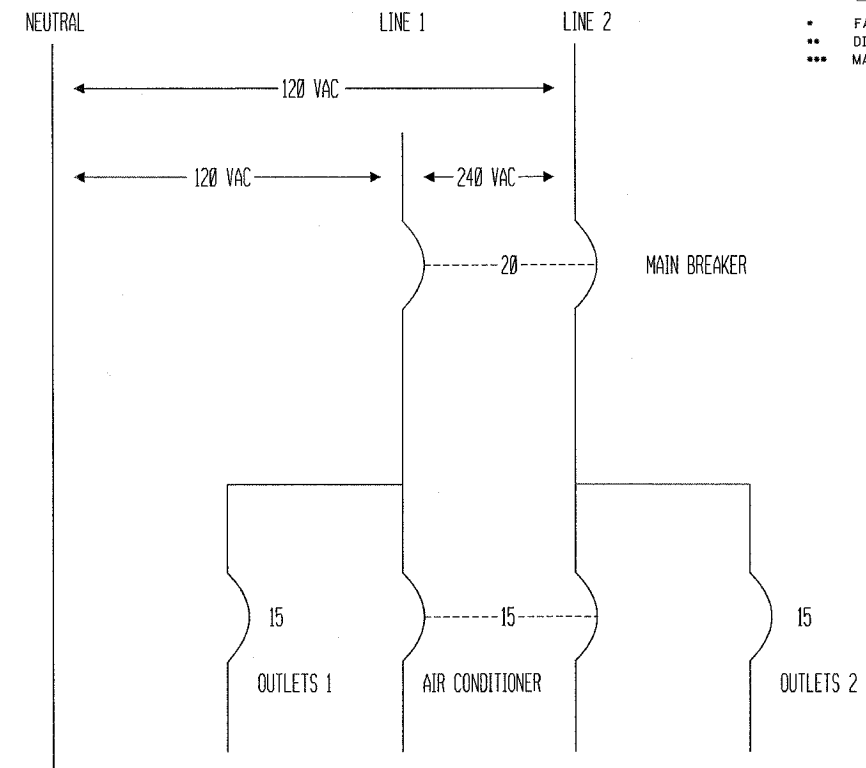 NEUTRAL LINE 1 LINE 2
*
**
***
120 VAC
120 VAC 240 VAC
20 MAIN BREAKER
15 15 15
OUTLETS 1 AIR CONDITIONER OUTLETS 2